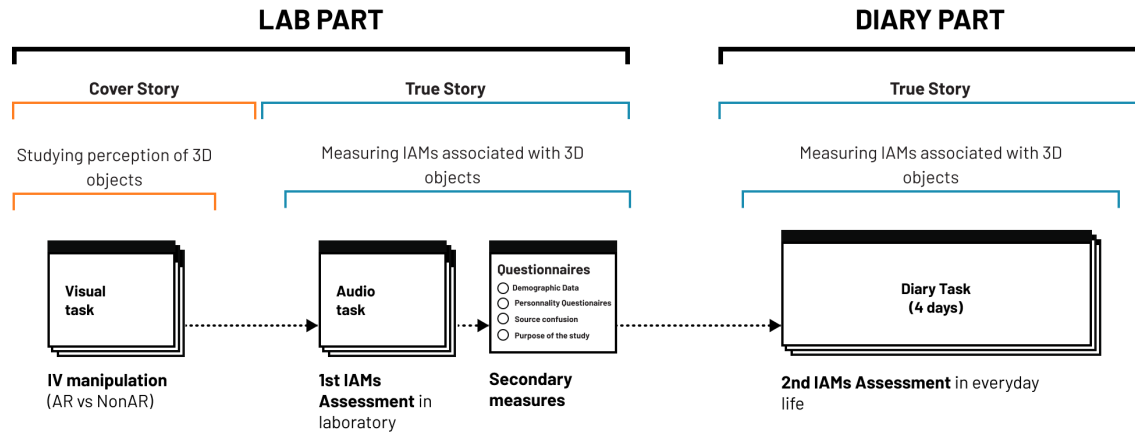 LAB PART
DIARY PART
Cover Story
True Story
True Story
Studying perception of 3D
objects
Measuring IAMs associated with 3D
objects
Measuring IAMs associated with 3D
objects
Visual
task
Audio
task
Questionnaires
Demographic Data
Personnality Questionaires
Source confusion
Purpose of the study
Diary Task
(4 days)
IV manipulation
(AR vs NonAR)
1st IAMs
Assessment in
laboratory
Secondary
measures
2nd IAMs Assessment in everyday
life